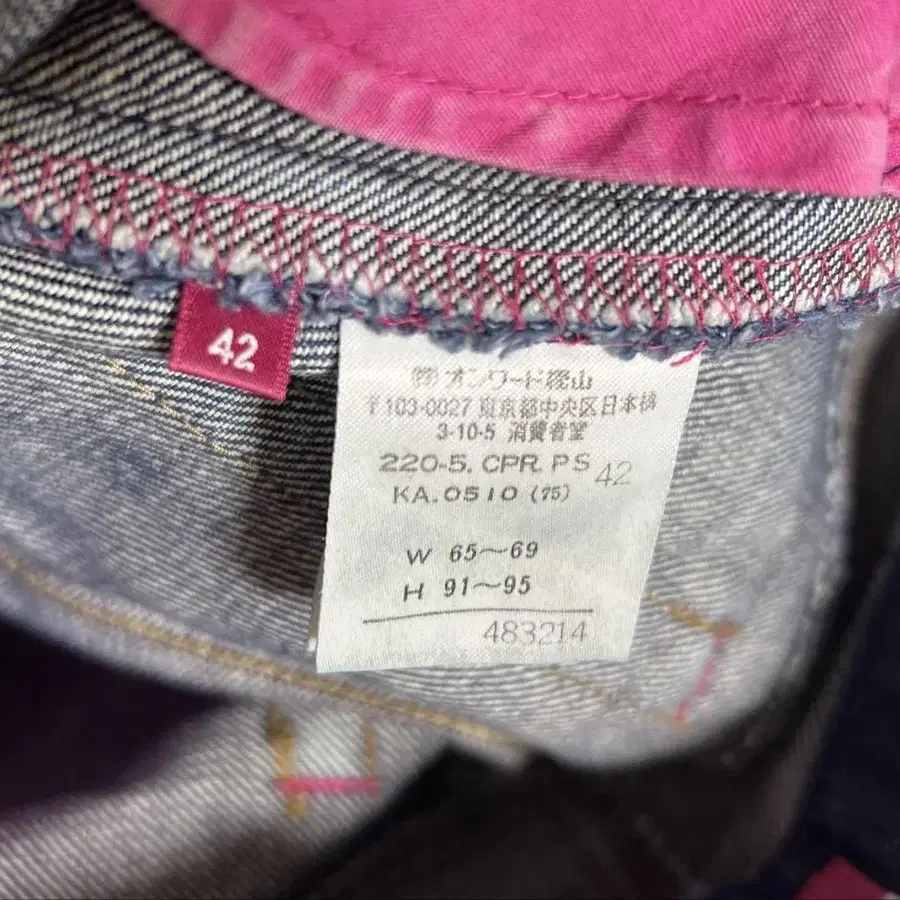 42
㈱オンワード樫山
〒103-0027 東京都中央区日本橋
3-10-5 消費者室
220-5. CPR. PS 42
KA.0510 (75)
W 65〜69
H 91〜95
483214